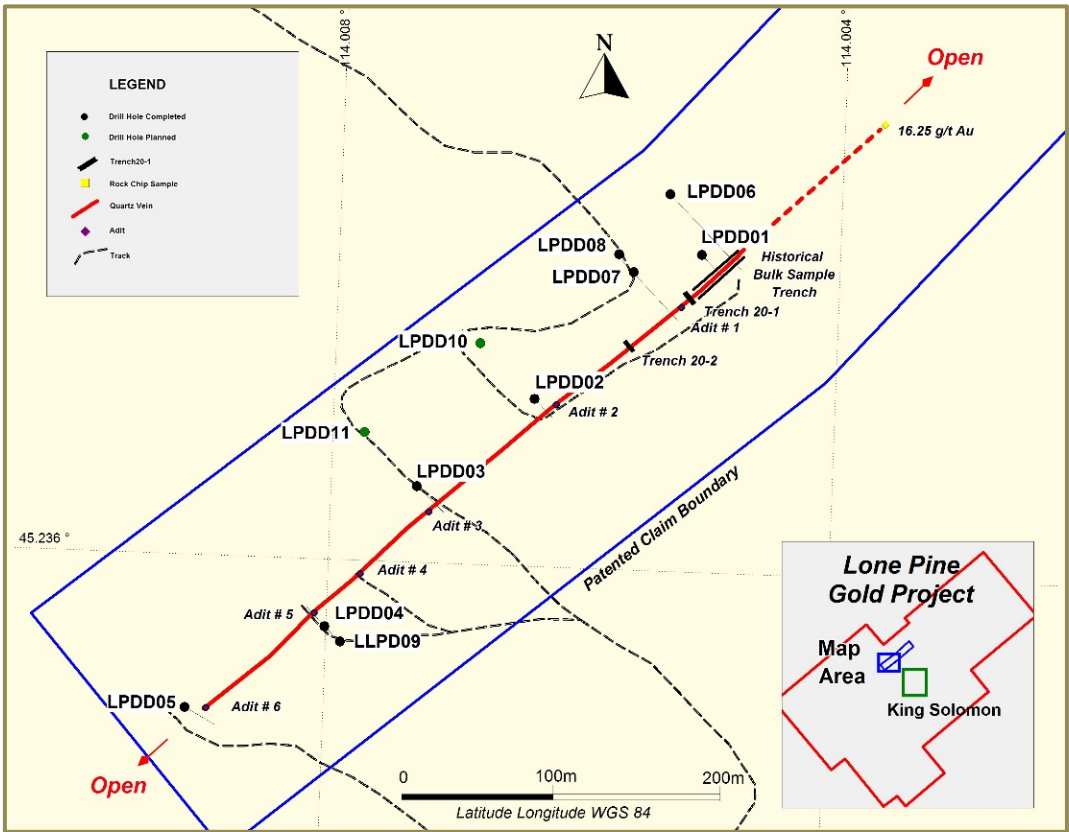 -114.008 °
-114.004 °
N
Open
LEGEND
Drill Hole Completed
Drill Hole Planned
Trench20-1
Rock Chip Sample
Quartz Vein
Adit
Track
16.25 g/t Au
LPDD06
LPDD08
LPDD01
LPDD07
Historical
Bulk Sample
Trench
Trench 20-1
Adit # 1
LPDD10
Trench 20-2
LPDD02
Adit # 2
LPDD11
LPDD03
Patented Claim Boundary
Adit # 3
45.236 °
Adit # 4
Adit # 5
LPDD04
LLPD09
LPDD05
Adit # 6
Open
0
100m
200m
Latitude Longitude WGS 84
Lone Pine
Gold Project
Map
Area
King Solomon